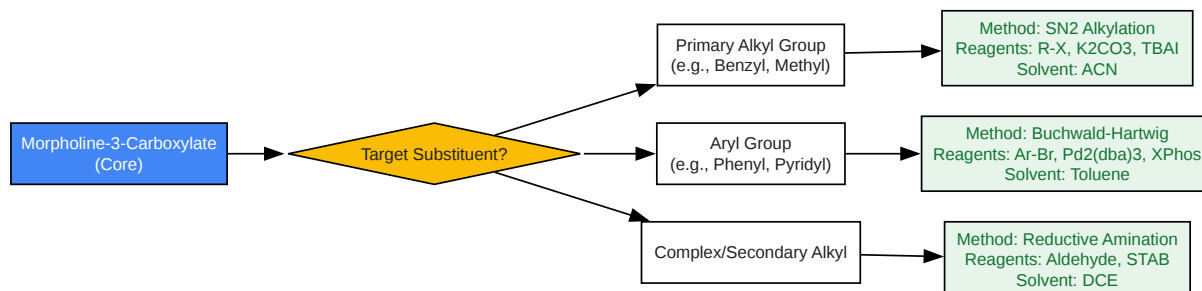 Morpholine-3-Carboxylate
(Core)
Target Substituent?
Primary Alkyl Group
(e.g., Benzyl, Methyl)
Method: SN2 Alkylation
Reagents: R-X, K2CO3, TBAI
Solvent: ACN
Aryl Group
(e.g., Phenyl, Pyridyl)
Method: Buchwald-Hartwig
Reagents: Ar-Br, Pd2(dba)3, XPhos
Solvent: Toluene
Complex/Secondary Alkyl
Method: Reductive Amination
Reagents: Aldehyde, STAB
Solvent: DCE